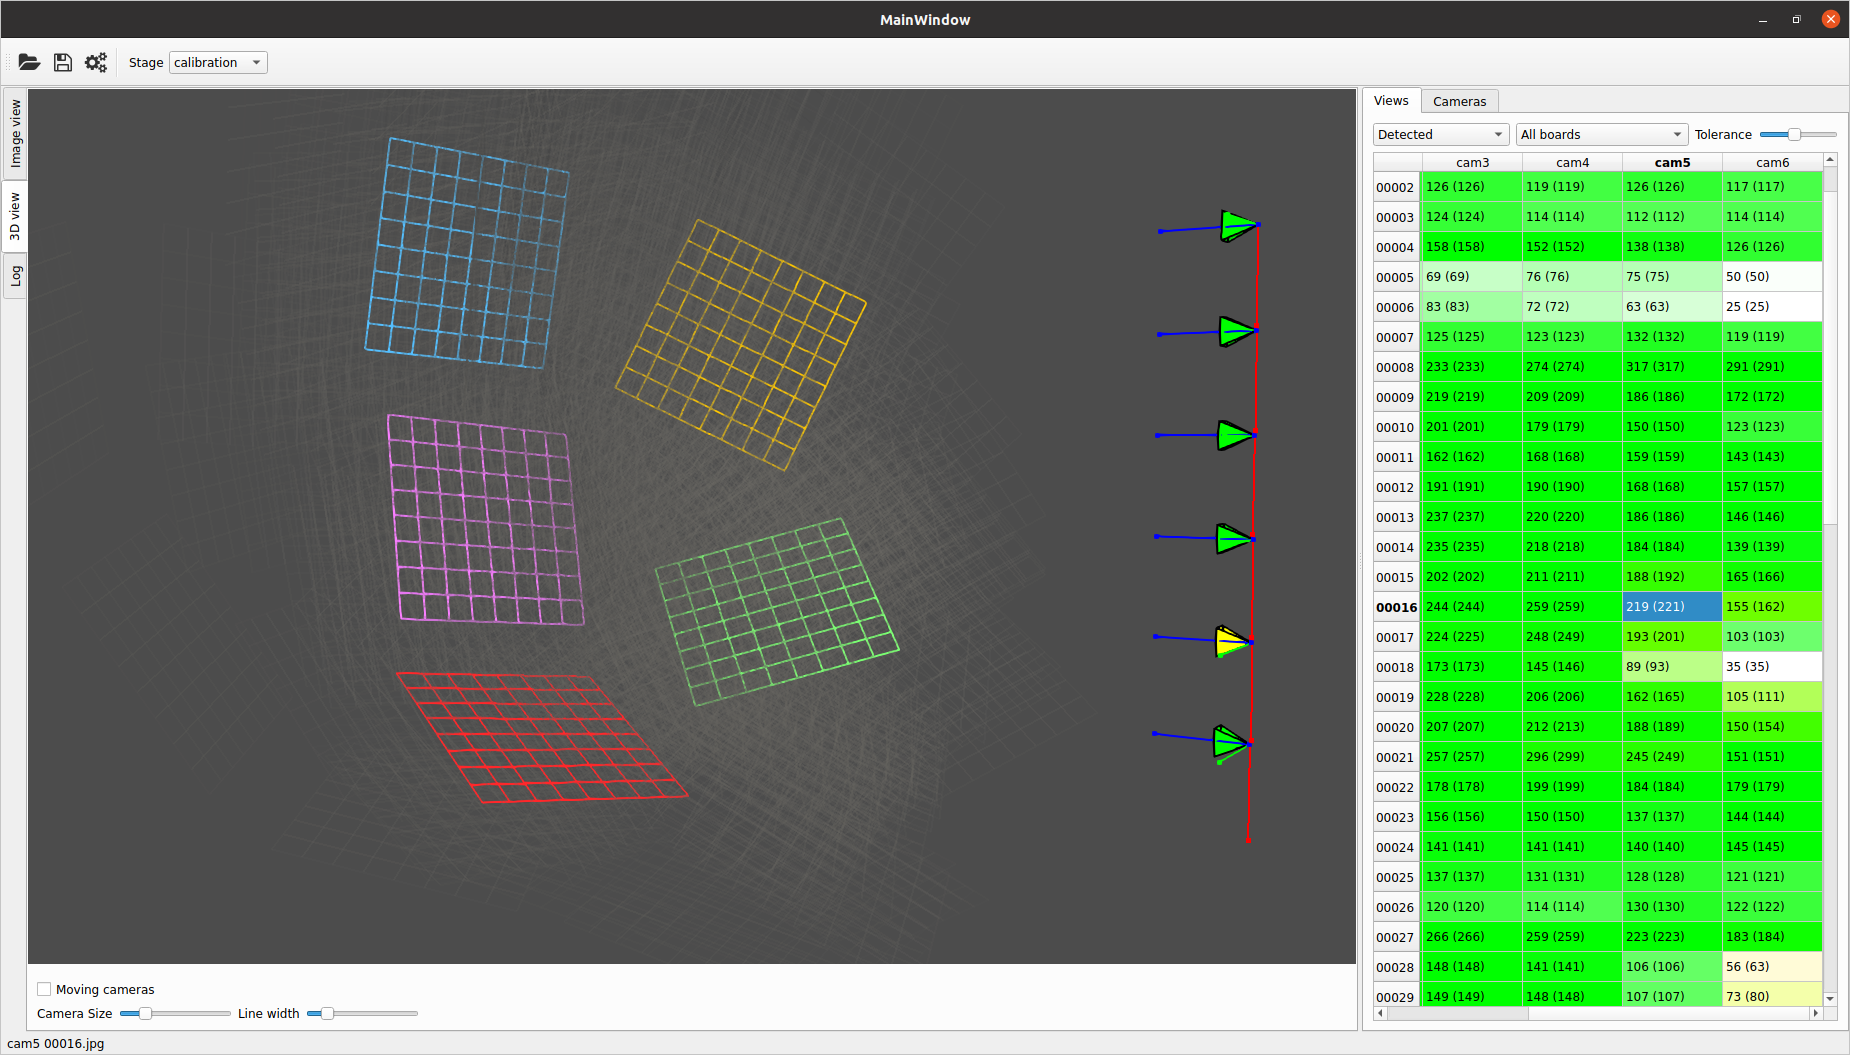 MainWindow
Stage calibration
Image view
3D view
Log
Views Cameras
Detected All boards Tolerance
cam3 cam4 cam5 cam6
00002 126 (126) 119 (119) 126 (126) 117 (117)
00003 124 (124) 114 (114) 112 (112) 114 (114)
00004 158 (158) 152 (152) 138 (138) 126 (126)
00005 69 (69) 76 (76) 75 (75) 50 (50)
00006 83 (83) 72 (72) 63 (63) 25 (25)
00007 125 (125) 123 (123) 132 (132) 119 (119)
00008 233 (233) 274 (274) 317 (317) 291 (291)
00009 219 (219) 209 (209) 186 (186) 172 (172)
00010 201 (201) 179 (179) 150 (150) 123 (123)
00011 162 (162) 168 (168) 159 (159) 143 (143)
00012 191 (191) 190 (190) 168 (168) 157 (157)
00013 237 (237) 220 (220) 186 (186) 146 (146)
00014 235 (235) 218 (218) 184 (184) 139 (139)
00015 202 (202) 211 (211) 188 (192) 165 (166)
00016 244 (244) 259 (259) 219 (221) 155 (162)
00017 224 (225) 248 (249) 193 (201) 103 (103)
00018 173 (173) 145 (146) 89 (93) 35 (35)
00019 228 (228) 206 (206) 162 (165) 105 (111)
00020 207 (207) 212 (213) 188 (189) 150 (154)
00021 257 (257) 296 (299) 245 (249) 151 (151)
00022 178 (178) 199 (199) 184 (184) 179 (179)
00023 156 (156) 150 (150) 137 (137) 144 (144)
00024 141 (141) 141 (141) 140 (140) 145 (145)
00025 137 (137) 131 (131) 128 (128) 121 (121)
00026 120 (120) 114 (114) 130 (130) 122 (122)
00027 266 (266) 259 (259) 223 (223) 183 (184)
00028 148 (148) 141 (141) 106 (106) 56 (63)
00029 149 (149) 148 (148) 107 (107) 73 (80)
Moving cameras
Camera Size Line width
cam5 00016.jpg